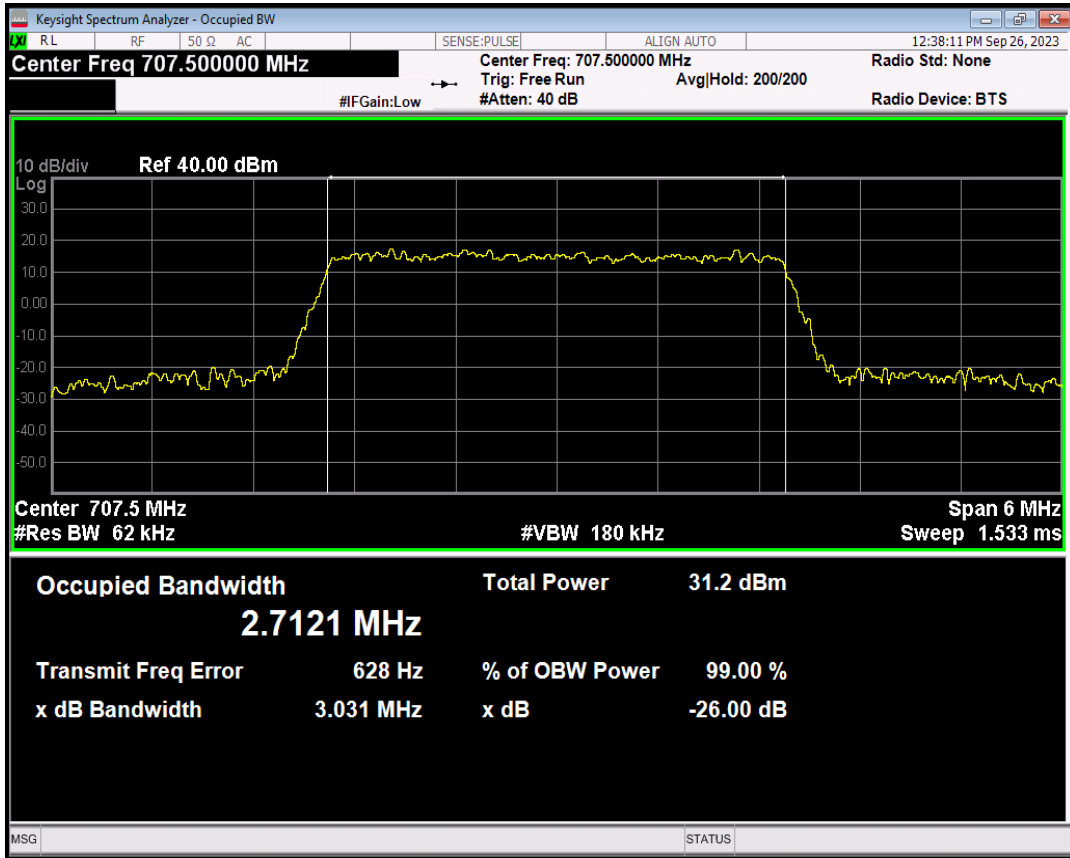 Keysight Spectrum Analyzer - Occupied BW
LXI RL RF 50 Ω AC SENSE:PULSE ALIGN AUTO 12:38:11 PM Sep 26, 2023
Center Freq 707.500000 MHz Center Freq: 707.500000 MHz Radio Std: None
Trig: Free Run Avg|Hold: 200/200
#IFGain:Low #Atten: 40 dB Radio Device: BTS
10 dB/div Ref 40.00 dBm
Log
30.0
20.0
10.0
0.00
-10.0
-20.0
-30.0
-40.0
-50.0
Center 707.5 MHz Span 6 MHz
#Res BW 62 kHz #VBW 180 kHz Sweep 1.533 ms
Occupied Bandwidth Total Power 31.2 dBm
2.7121 MHz
Transmit Freq Error 628 Hz % of OBW Power 99.00 %
x dB Bandwidth 3.031 MHz x dB -26.00 dB
MSG STATUS